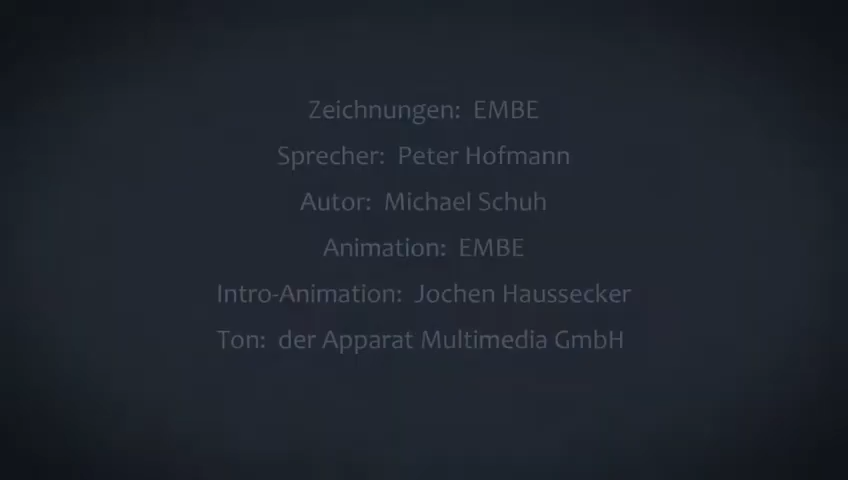 Zeichnungen: EMBE
Sprecher: Peter Hofmann
Autor: Michael Schuh
Animation: EMBE
Intro-Animation: Jochen Haussecker
Ton: der Apparat Multimedia GmbH